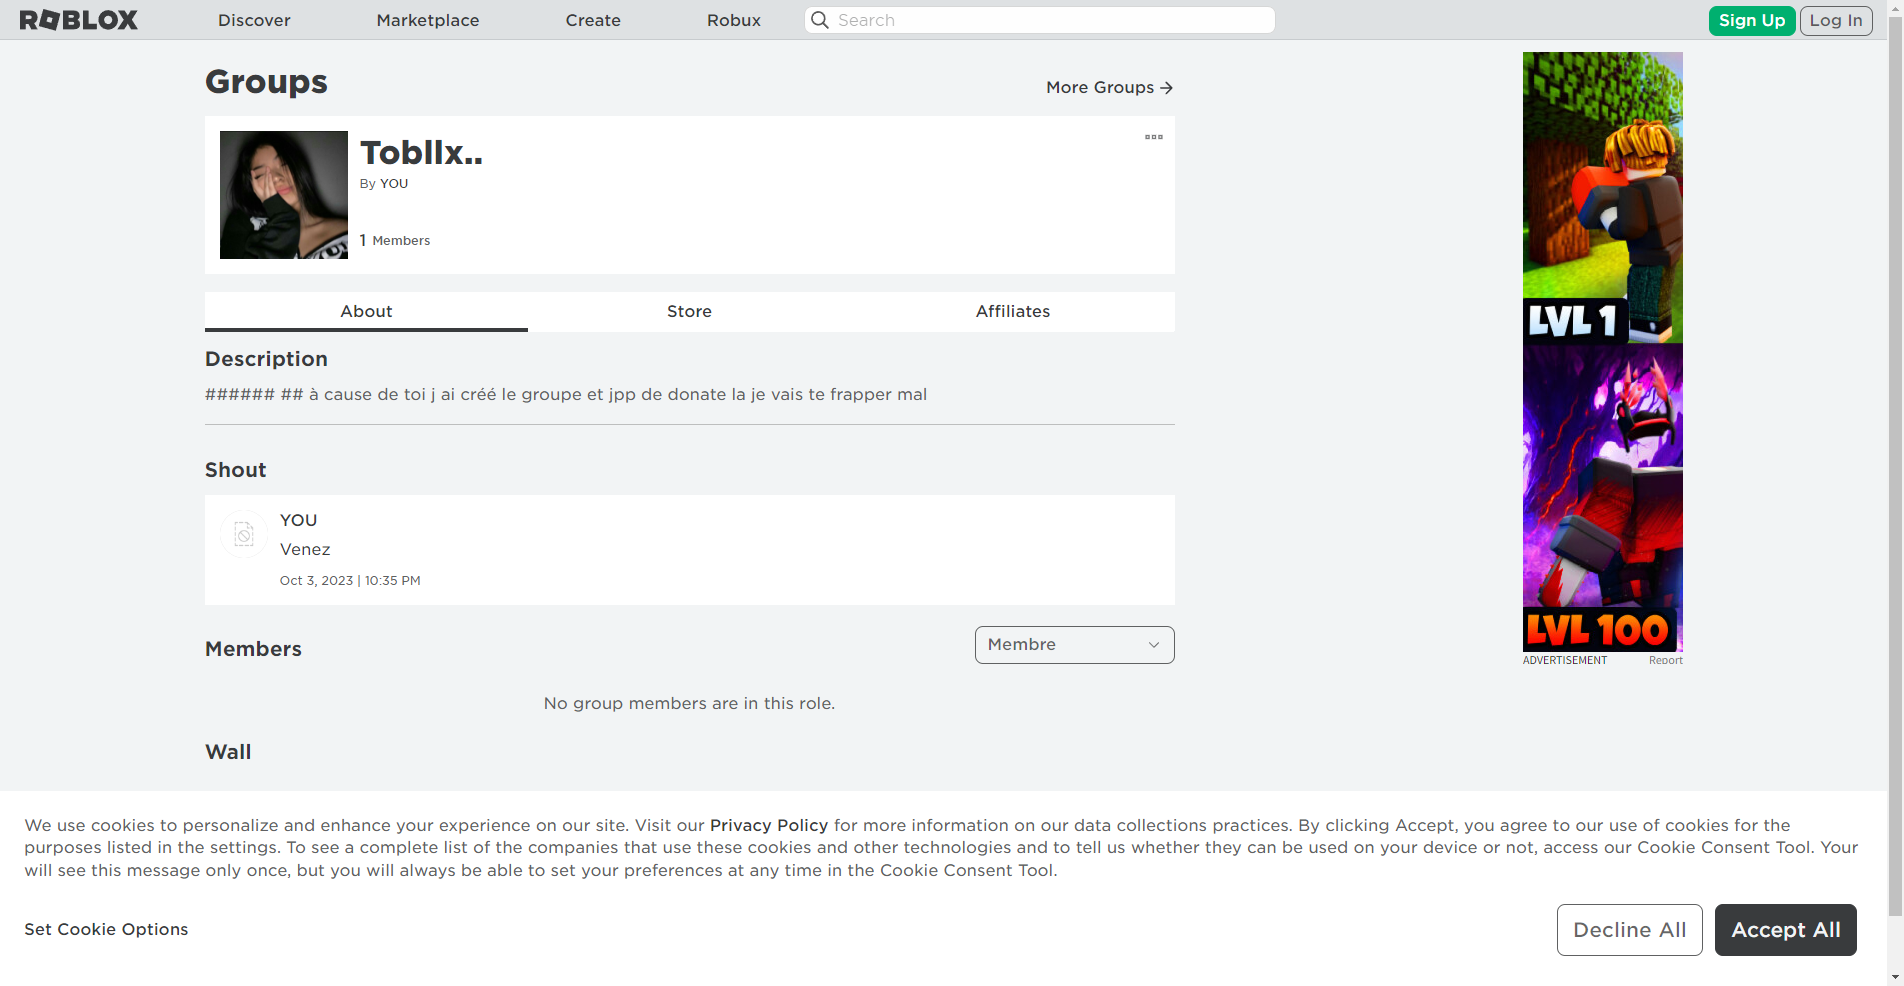 ROBLOX
Discover
Marketplace
Create
Robux
Search
Sign Up
Log In
Groups
More Groups →
Tobllx..
By YOU
1 Members
About
Store
Affiliates
Description
###### ## à cause de toi j ai créé le groupe et jpp de donate la je vais te frapper mal
Shout
YOU
Venez
Oct 3, 2023 | 10:35 PM
Members
Membre
No group members are in this role.
Wall
LVL 1
LVL 100
ADVERTISEMENT
Report
We use cookies to personalize and enhance your experience on our site. Visit our Privacy Policy for more information on our data collections practices. By clicking Accept, you agree to our use of cookies for the
purposes listed in the settings. To see a complete list of the companies that use these cookies and other technologies and to tell us whether they can be used on your device or not, access our Cookie Consent Tool. Your
will see this message only once, but you will always be able to set your preferences at any time in the Cookie Consent Tool.
Set Cookie Options
Decline All
Accept All